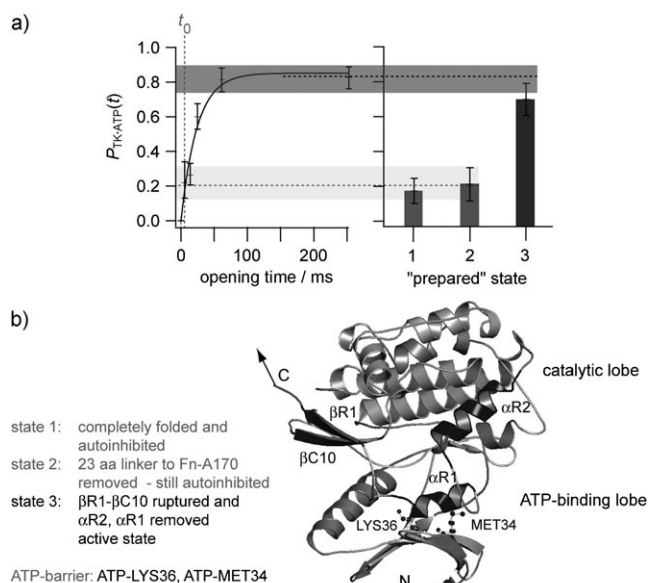 a)
t0
PTK·ATP(t)
1.0
0.8
0.6
0.4
0.2
0.0
0 100 200
opening time / ms
1 2 3
"prepared" state
b)
C
βR1
αR2
catalytic lobe
βC10
αR1
ATP-binding lobe
LYS36
MET34
N
state 1: completely folded and
autoinhibited
state 2: 23 aa linker to Fn-A170
removed - still autoinhibited
state 3: βR1-βC10 ruptured and
αR2, αR1 removed
active state
ATP-barrier: ATP-LYS36, ATP-MET34